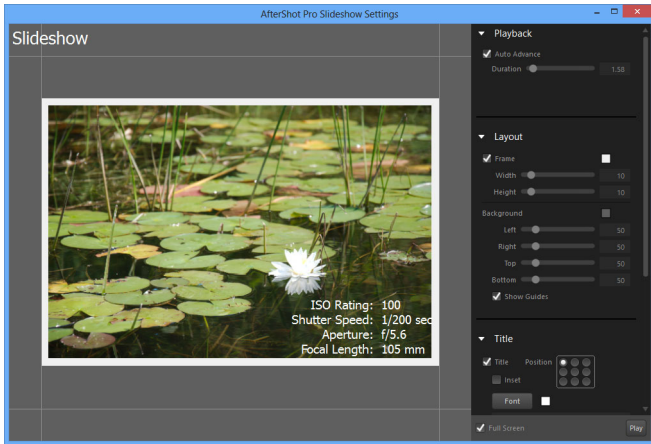 AfterShot Pro Slideshow Settings
Slideshow
ISO Rating: 100
Shutter Speed: 1/200 sec
Aperture: f/5.6
Focal Length: 105 mm
Playback
Auto Advance
Duration 1.58
Layout
Frame
Width 10
Height 10
Background
Left 50
Right 50
Top 50
Bottom 50
Show Guides
Title
Title Position
Inset
Font
Full Screen Play